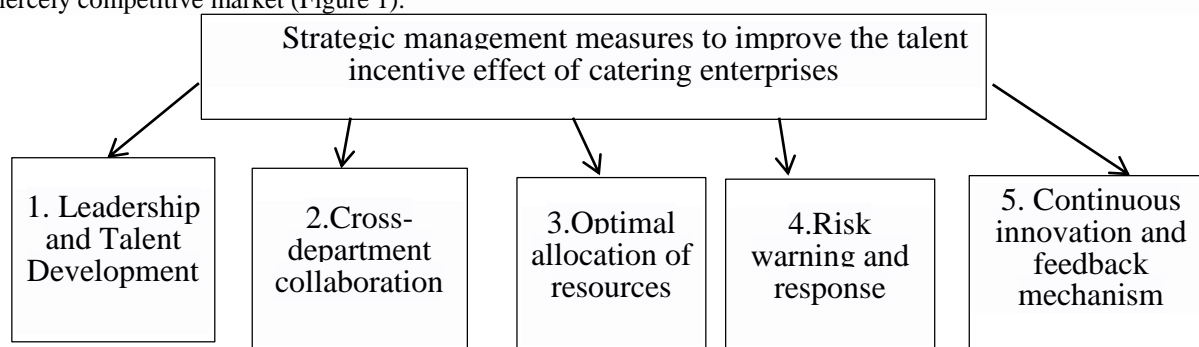 fiercely competitive market (Figure 1).
Strategic management measures to improve the talent
incentive effect of catering enterprises
1. Leadership
and Talent
Development
2.Cross-
department
collaboration
3.Optimal
allocation of
resources
4.Risk
warning and
response
5. Continuous
innovation and
feedback
mechanism